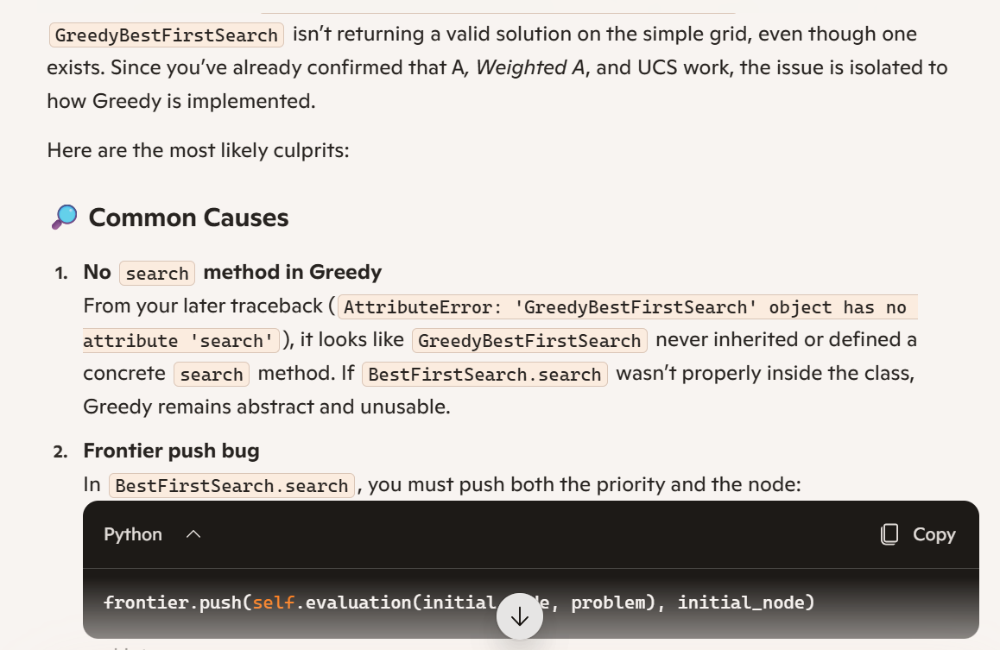 GreedyBestFirstSearch isn’t returning a valid solution on the simple grid, even though one
exists. Since you’ve already confirmed that A, Weighted A, and UCS work, the issue is isolated to
how Greedy is implemented.
Here are the most likely culprits:
🔎 Common Causes
1. No search method in Greedy
From your later traceback (AttributeError: 'GreedyBestFirstSearch' object has no
attribute 'search'), it looks like GreedyBestFirstSearch never inherited or defined a
concrete search method. If BestFirstSearch.search wasn’t properly inside the class,
Greedy remains abstract and unusable.
2. Frontier push bug
In BestFirstSearch.search, you must push both the priority and the node:
Python Copy
frontier.push(self.evaluation(initial de, problem), initial_node)